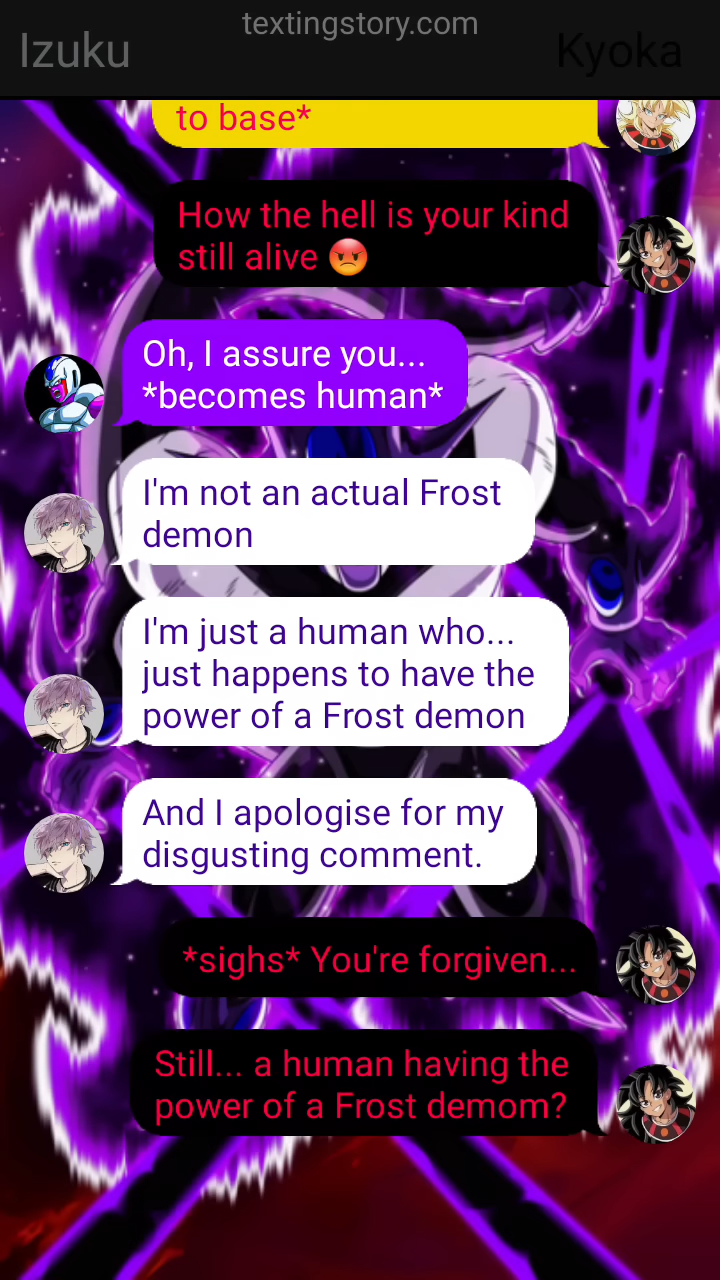 textingstory.com
Izuku
Kyoka
to base*
How the hell is your kind
still alive 😡
Oh, I assure you...
*becomes human*
I'm not an actual Frost
demon
I'm just a human who...
just happens to have the
power of a Frost demon
And I apologise for my
disgusting comment.
*sighs* You're forgiven...
Still... a human having the
power of a Frost demom?